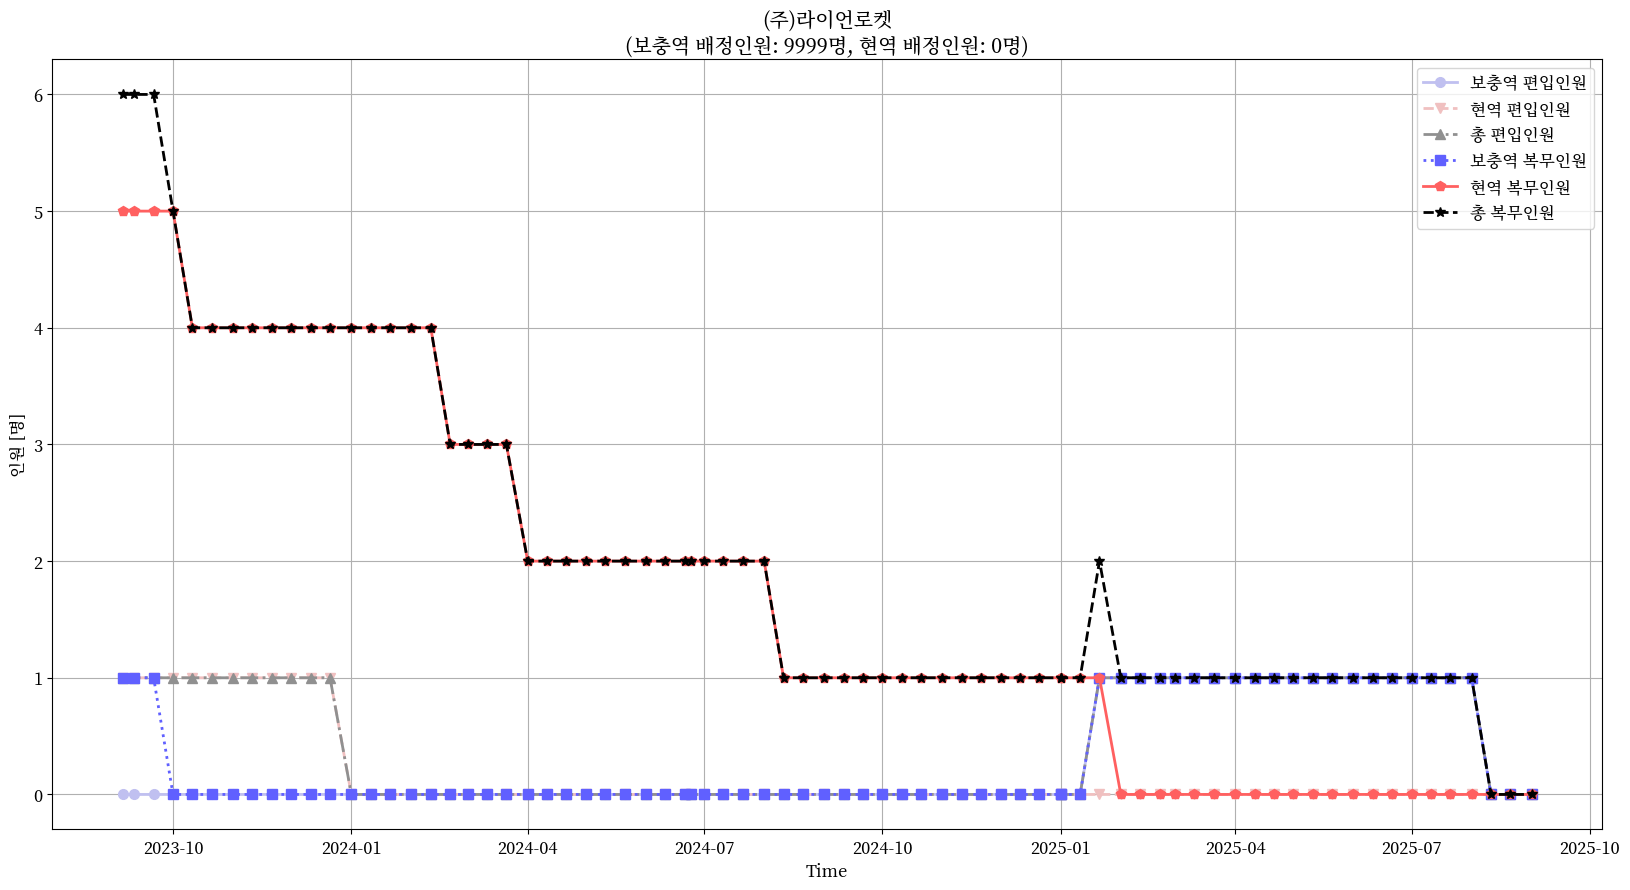 (주)라이언로켓
(보충역 배정인원: 9999명, 현역 배정인원: 0명)
보충역 편입인원
현역 편입인원
총 편입인원
보충역 복무인원
현역 복무인원
총 복무인원
인원 [명]
6
5
4
3
2
1
0
2023-10
2024-01
2024-04
2024-07
2024-10
2025-01
2025-04
2025-07
2025-10
Time